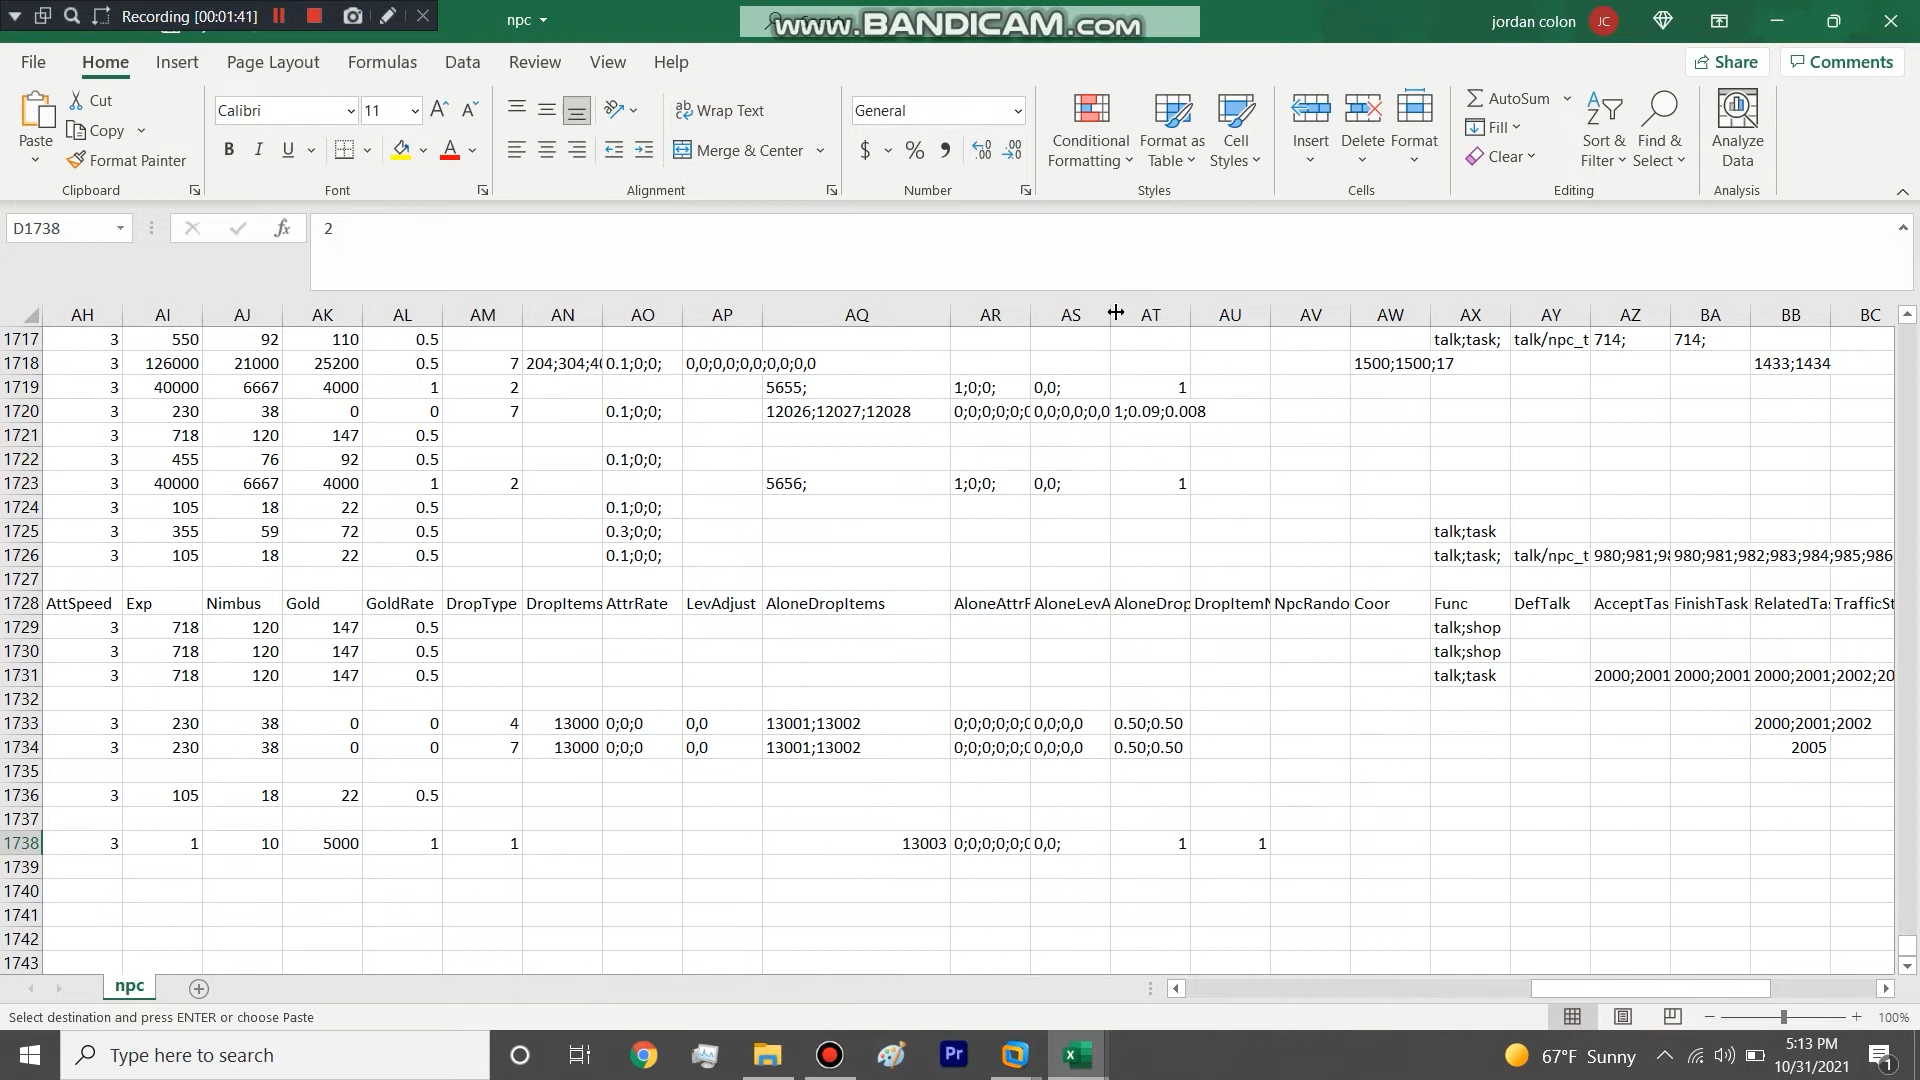 Recording [00:01:41]
npc
www.BANDICAM.com
jordan colon
JC
File Home Insert Page Layout Formulas Data Review View Help
Share
Comments
Paste
Cut
Copy
Format Painter
Clipboard
Calibri
11
B I U
Font
Wrap Text
Merge & Center
Alignment
General
$ % 9
Number
Conditional Formatting
Format as Table
Cell Styles
Styles
Insert
Delete
Format
Cells
AutoSum
Fill
Clear
Sort & Filter
Find & Select
Editing
Analyze Data
Analysis
D1738
fx
2
AH AI AJ AK AL AM AN AO AP AQ AR AS AT AU AV AW AX AY AZ BA BB BC
1717 3 550 92 110 0.5 talk;task; talk/npc_t 714; 714;
1718 3 126000 21000 25200 0.5 7 204;304;4 0.1;0;0; 0,0;0,0;0,0;0,0;0,0 1500;1500;17 1433;1434
1719 3 40000 6667 4000 1 2 5655; 1;0;0; 0,0; 1
1720 3 230 38 0 0 7 0.1;0;0; 12026;12027;12028 0;0;0;0;0;0 0,0;0,0;0,0 1;0.09;0.008
1721 3 718 120 147 0.5
1722 3 455 76 92 0.5 0.1;0;0;
1723 3 40000 6667 4000 1 2 5656; 1;0;0; 0,0; 1
1724 3 105 18 22 0.5 0.1;0;0;
1725 3 355 59 72 0.5 0.3;0;0; talk;task
1726 3 105 18 22 0.5 0.1;0;0; talk;task; talk/npc_t 980;981;98 980;981;982;983;984;985;986
1727
1728 AttSpeed Exp Nimbus Gold GoldRate DropType DropItems AttrRate LevAdjust AloneDropItems AloneAttrF AloneLevA AloneDrop DropItemN NpcRando Coor Func DefTalk AcceptTas FinishTask RelatedTas TrafficSt
1729 3 718 120 147 0.5 talk;shop
1730 3 718 120 147 0.5 talk;shop
1731 3 718 120 147 0.5 talk;task 2000;2001 2000;2001 2000;2001;2002;20
1732
1733 3 230 38 0 0 4 13000 0;0;0 0,0 13001;13002 0;0;0;0;0;0 0,0;0,0 0.50;0.50 2000;2001;2002
1734 3 230 38 0 0 7 13000 0;0;0 0,0 13001;13002 0;0;0;0;0;0 0,0;0,0 0.50;0.50 2005
1735
1736 3 105 18 22 0.5
1737
1738 3 1 10 5000 1 1 13003 0;0;0;0;0;0 0,0; 1 1
1739
1740
1741
1742
1743
npc
Select destination and press ENTER or choose Paste
100%
Type here to search
Pr
67°F Sunny
5:13 PM
10/31/2021
1